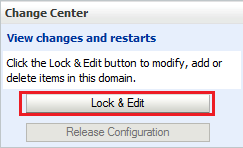 Change Center
View changes and restarts
Click the Lock & Edit button to modify, add or
delete items in this domain.
Lock & Edit
Release Configuration